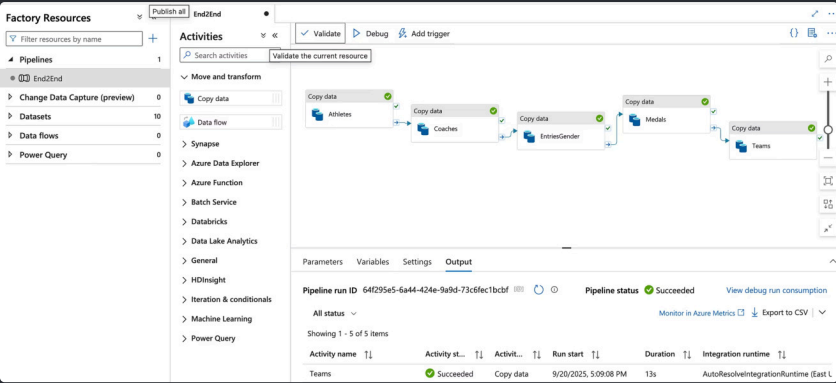 Factory Resources
Publish all
Filter resources by name
Pipelines 1
End2End
Change Data Capture (preview) 0
Datasets 10
Data flows 0
Power Query 0
End2End
Activities
Search activities
Move and transform
Copy data
Data flow
Synapse
Azure Data Explorer
Azure Function
Batch Service
Databricks
Data Lake Analytics
General
HDInsight
Iteration & conditionals
Machine Learning
Power Query
Validate Debug Add trigger
Validate the current resource
Copy data
Athletes
Copy data
Coaches
Copy data
EntriesGender
Copy data
Medals
Copy data
Teams
Parameters Variables Settings Output
Pipeline run ID 64f295e5-6a44-424e-9a9d-73c6fec1bcbf Pipeline status Succeeded View debug run consumption
All status Monitor in Azure Metrics Export to CSV
Showing 1 - 5 of 5 items
Activity name Activity st... Activit... Run start Duration Integration runtime
Teams Succeeded Copy data 9/20/2025, 5:09:08 PM 13s AutoResolveIntegrationRuntime (East U